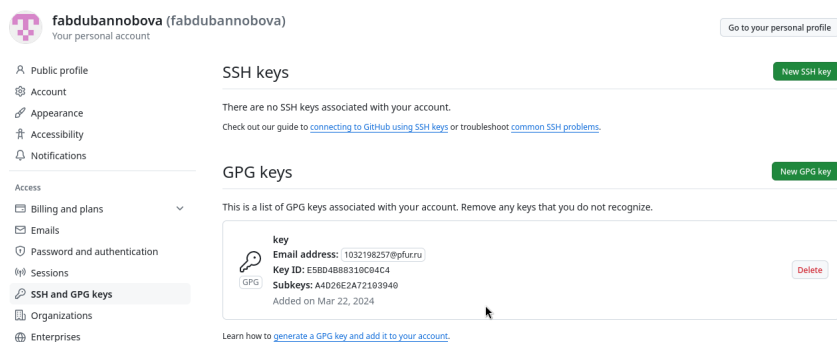 fabdubannobova (fabdubannobova)
Your personal account
Go to your personal profile
Public profile
Account
Appearance
Accessibility
Notifications
Access
Billing and plans
Emails
Password and authentication
Sessions
SSH and GPG keys
Organizations
Enterprises
SSH keys
New SSH key
There are no SSH keys associated with your account.
Check out our guide to connecting to GitHub using SSH keys or troubleshoot common SSH problems.
GPG keys
New GPG key
This is a list of GPG keys associated with your account. Remove any keys that you do not recognize.
key
Email address: 1032198257@pfur.ru
GPG
Key ID: E5BD4B88310C04C4
Subkeys: A4D26E2A72103940
Added on Mar 22, 2024
Delete
Learn how to generate a GPG key and add it to your account.